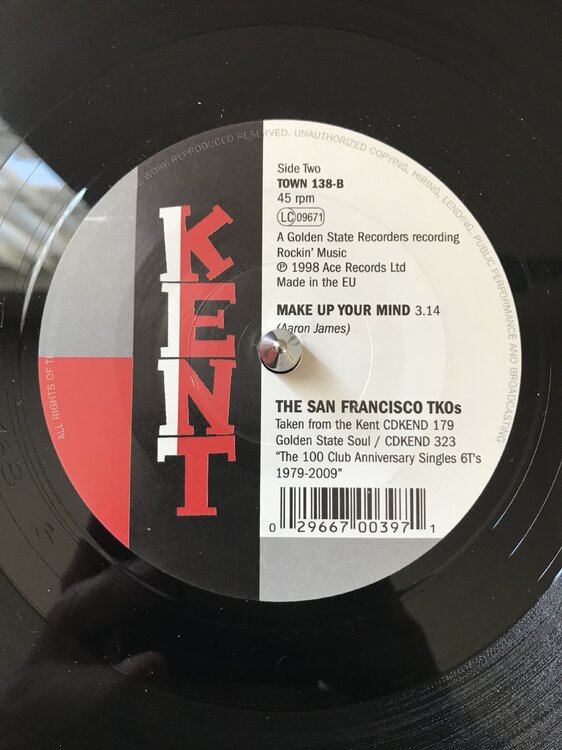 ALL RIGHTS OF T
E WORK REPRODUCED RESERVED. UNAUTHORIZED COPYING, HIRING, LENDING, PUBLIC PERFORMANCE AND BROADCASTING
KENT
Side Two
TOWN 138-B
45 rpm
LC 09671
A Golden State Recorders recording
Rockin' Music
℗ 1998 Ace Records Ltd
Made in the EU
MAKE UP YOUR MIND 3.14
(Aaron James)
THE SAN FRANCISCO TKOs
Taken from the Kent CDKEND 179
Golden State Soul / CDKEND 323
"The 100 Club Anniversary Singles 6T's
1979-2009"
0 29667 00397 1